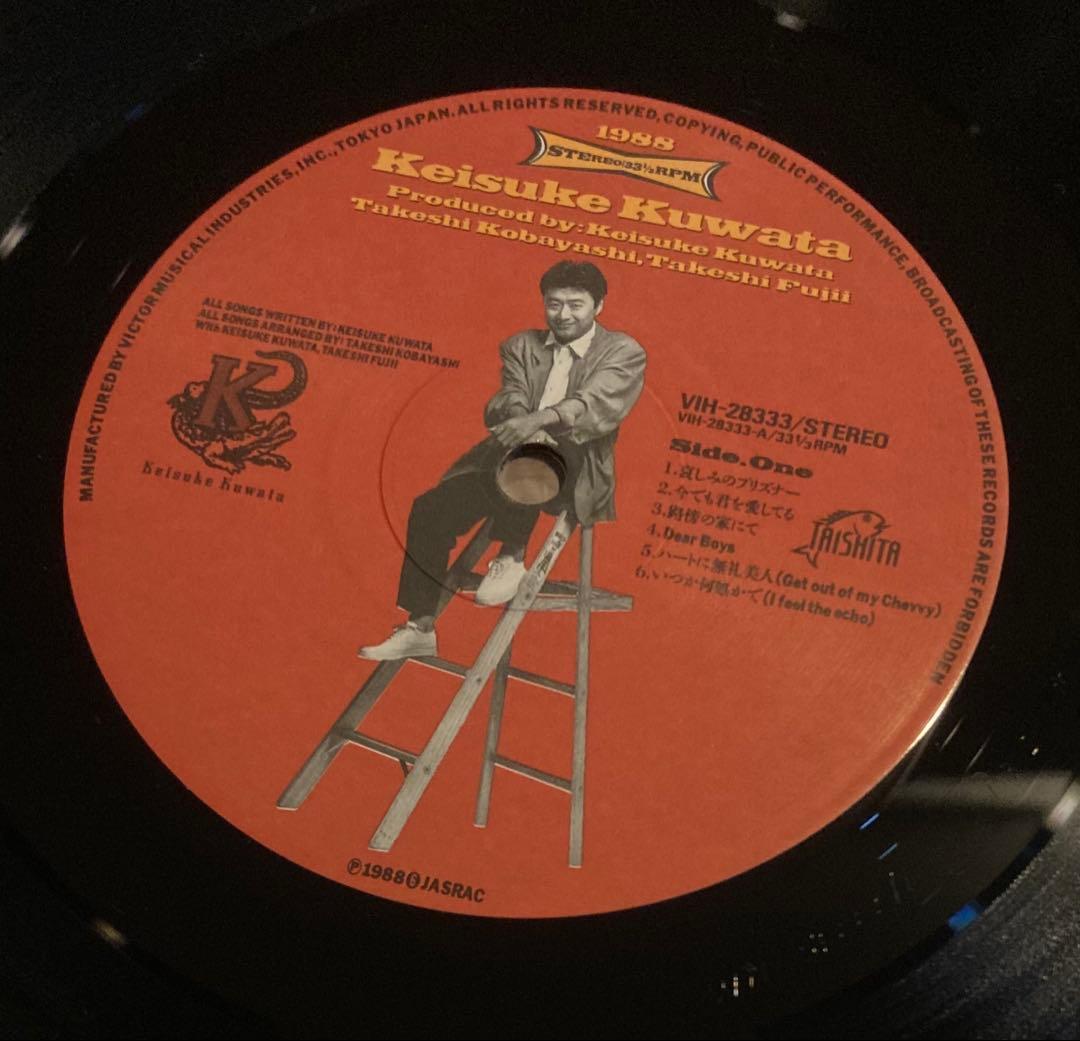 MANUFACTURED BY VICTOR MUSICAL INDUSTRIES, INC., TOKYO JAPAN. ALL RIGHTS RESERVED, COPYING, PUBLIC PERFORMANCE, BROADCASTING OF THESE RECORDS ARE FORBIDDEN
1988
STEREO/33⅓RPM
Keisuke Kuwata
Produced by: Keisuke Kuwata
Takeshi Kobayashi, Takeshi Fujii
ALL SONGS WRITTEN BY: KEISUKE KUWATA
ALL SONGS ARRANGED BY: TAKESHI KOBAYASHI
With KEISUKE KUWATA, TAKESHI FUJII
K
Keisuke Kuwata
VIH-28333/STEREO
VIH-28333-A/33⅓RPM
Side.One
1.哀しみのプリズナー
2.今でも君を愛してる
3.路傍の家にて
4.Dear Boys
5.ハートに無礼美人(Get out of my Chevvy)
6.いつか何処かで(I feel the echo)
TAISHITA
Ⓟ1988 JASRAC